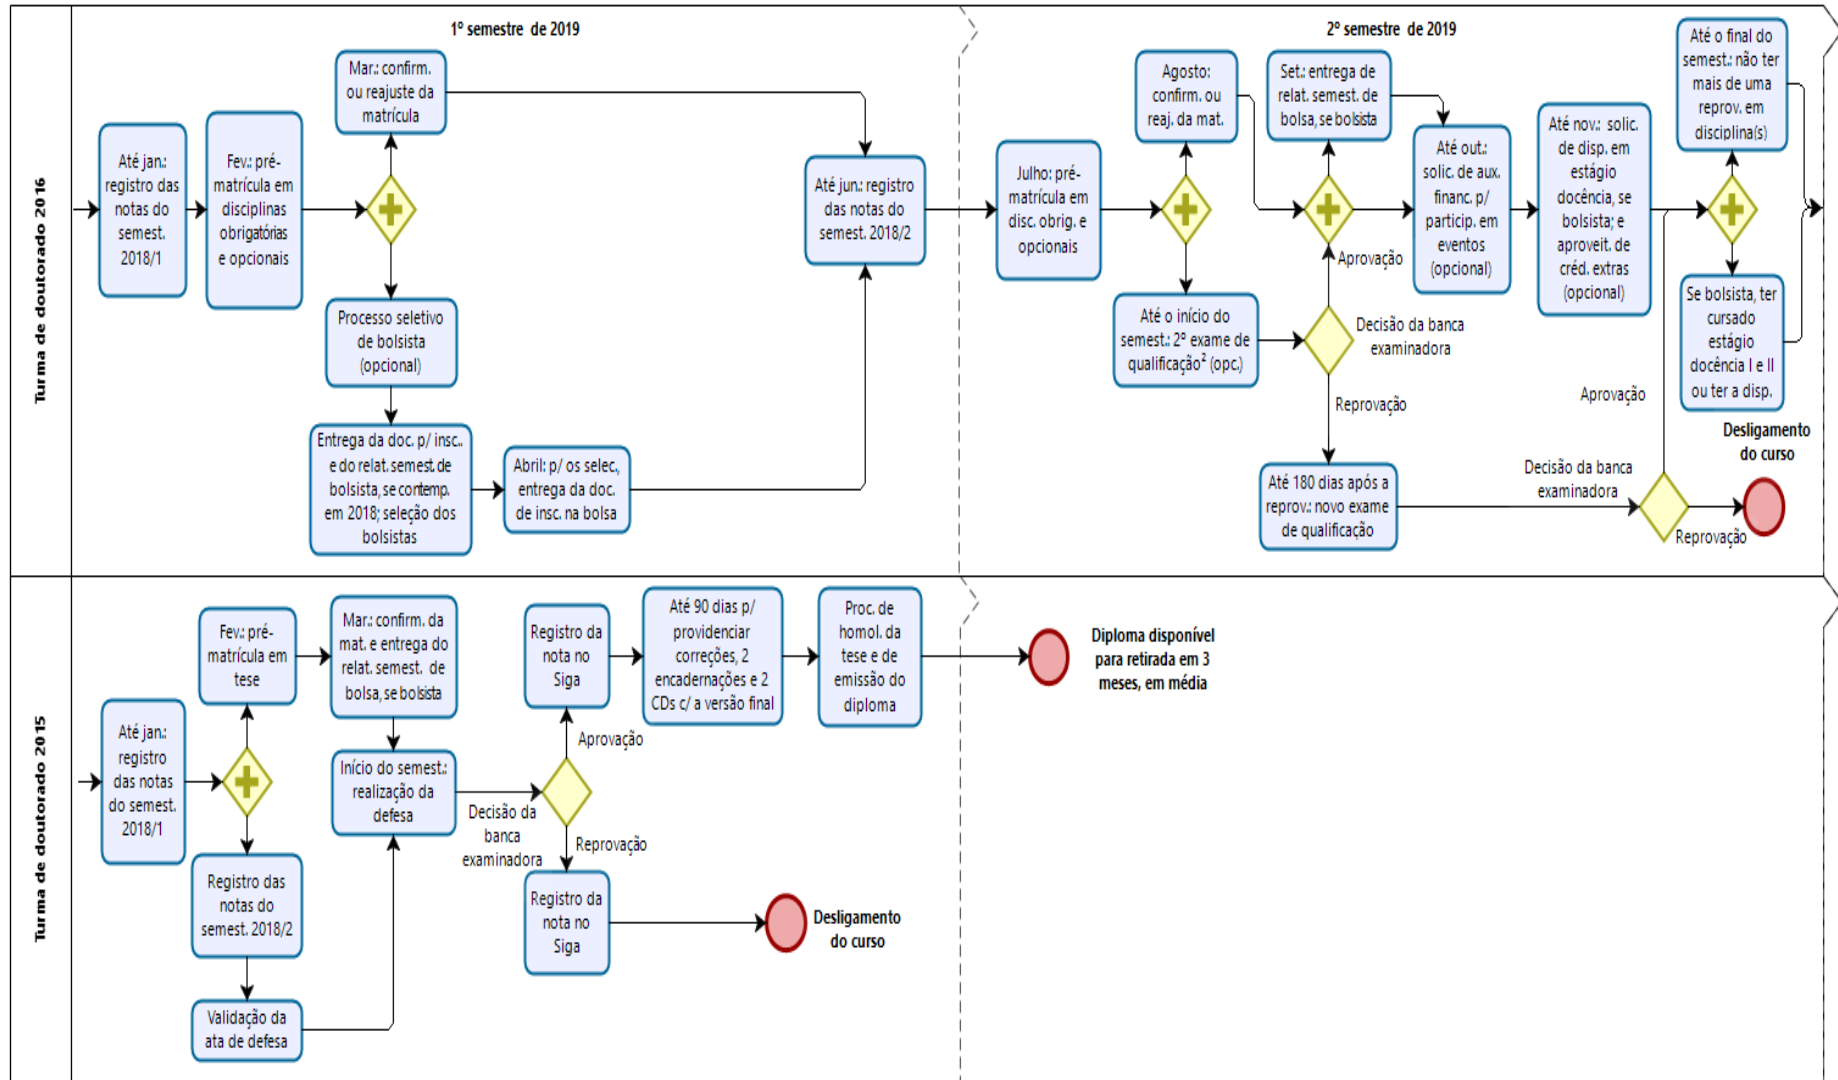 1º semestre de 2019
2º semestre de 2019
Turma de doutorado 2016
Até jan.:
registro das
notas do
semest.
2018/1
Fev.: pré-
matrícula em
disciplinas
obrigatórias
e opcionais
Mar.: confirm.
ou reajuste da
matrícula
Processo seletivo
de bolsista
(opcional)
Entrega da doc. p/ insc..
e do relat. semest. de
bolsista, se contemp.
em 2018; seleção dos
bolsistas
Abril: p/ os selec.,
entrega da doc.
de insc. na bolsa
Até jun.: registro
das notas do
semest. 2018/2
Julho: pré-
matrícula em
disc. obrig. e
opcionais
Agosto:
confirm. ou
reaj. da mat.
Até o início do
semest.: 2º exame de
qualificação² (opc.)
Decisão da banca
examinadora
Aprovação
Reprovação
Set.: entrega de
relat. semest. de
bolsa, se bolsista
Até out.:
solic. de aux.
financ. p/
particip. em
eventos
(opcional)
Até nov.: solic.
de disp. em
estágio
docência, se
bolsista; e
aproveit. de
créd. extras
(opcional)
Até 180 dias após a
reprov.: novo exame
de qualificação
Decisão da banca
examinadora
Aprovação
Reprovação
Até o final do
semest.: não ter
mais de uma
reprov. em
disciplina(s)
Se bolsista, ter
cursado
estágio
docência I e II
ou ter a disp.
Desligamento
do curso
Turma de doutorado 2015
Até jan.:
registro
das notas
do semest.
2018/1
Fev.: pré-
matrícula em
tese
Mar.: confirm. da
mat. e entrega do
relat. semest. de
bolsa, se bolsista
Registro das
notas do
semest. 2018/2
Validação da
ata de defesa
Início do semest.:
realização da
defesa
Decisão da
banca
examinadora
Aprovação
Reprovação
Registro da
nota no
Siga
Até 90 dias p/
providenciar
correções, 2
encadernações e 2
CDs c/ a versão final
Proc. de
homol. da
tese e de
emissão do
diploma
Diploma disponível
para retirada em 3
meses, em média
Registro da
nota no
Siga
Desligamento
do curso